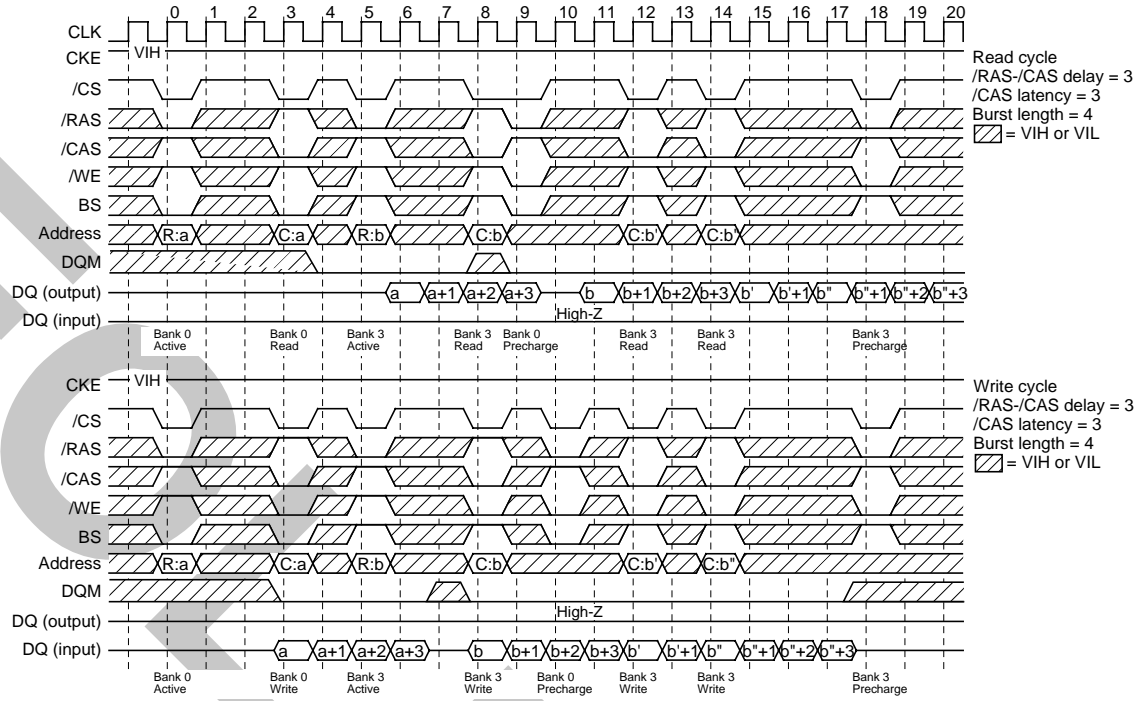 0 1 2 3 4 5 6 7 8 9 10 11 12 13 14 15 16 17 18 19 20
CLK
CKE VIH
/CS
/RAS
/CAS
/WE
BS
Address R:a C:a R:b C:b C:b' C:b"
DQM
DQ (output) a a+1 a+2 a+3 b b+1 b+2 b+3 b' b'+1 b" b"+1 b"+2 b"+3
DQ (input) High-Z
Bank 0 Bank 0 Bank 3 Bank 3 Bank 0 Bank 3 Bank 3 Bank 3
Active Read Active Read Precharge Read Read Precharge
Read cycle
/RAS-/CAS delay = 3
/CAS latency = 3
Burst length = 4
= VIH or VIL
CKE VIH
/CS
/RAS
/CAS
/WE
BS
Address R:a C:a R:b C:b C:b' C:b"
DQM
DQ (output) High-Z
DQ (input) a a+1 a+2 a+3 b b+1 b+2 b+3 b' b'+1 b" b"+1 b"+2 b"+3
Bank 0 Bank 0 Bank 3 Bank 3 Bank 0 Bank 3 Bank 3 Bank 3
Active Write Active Write Precharge Write Write Precharge
Write cycle
/RAS-/CAS delay = 3
/CAS latency = 3
Burst length = 4
= VIH or VIL